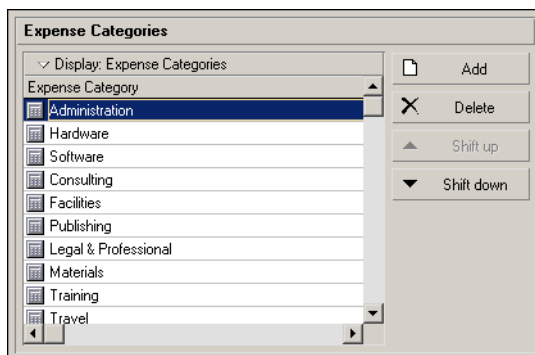 Expense Categories
Display: Expense Categories
Expense Category
Administration
Hardware
Software
Consulting
Facilities
Publishing
Legal & Professional
Materials
Training
Travel
Add
Delete
Shift up
Shift down